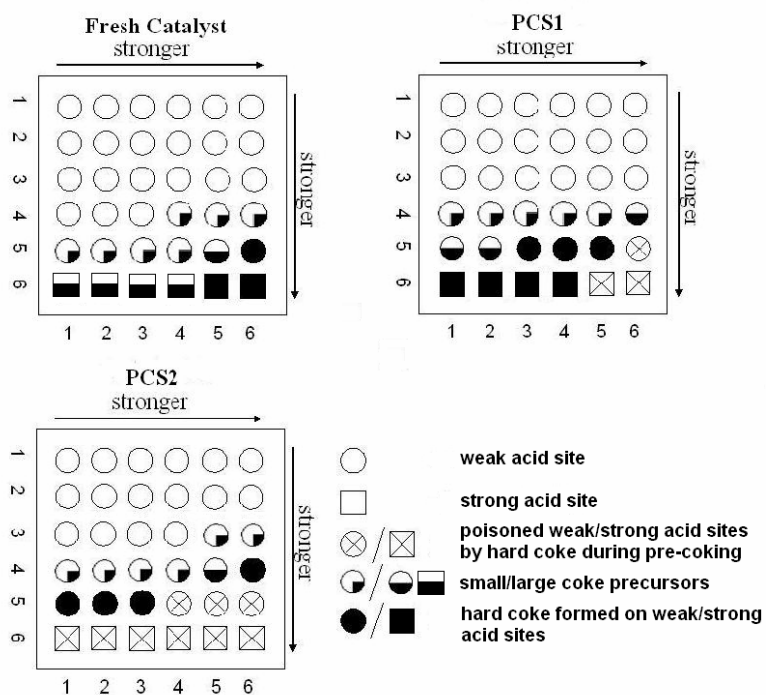 Fresh Catalyst
stronger
1
2
3
4
5
6
stronger
1 2 3 4 5 6
PCS1
stronger
1
2
3
4
5
6
stronger
1 2 3 4 5 6
PCS2
stronger
1
2
3
4
5
6
stronger
1 2 3 4 5 6
weak acid site
strong acid site
poisoned weak/strong acid sites
by hard coke during pre-coking
small/large coke precursors
hard coke formed on weak/strong
acid sites